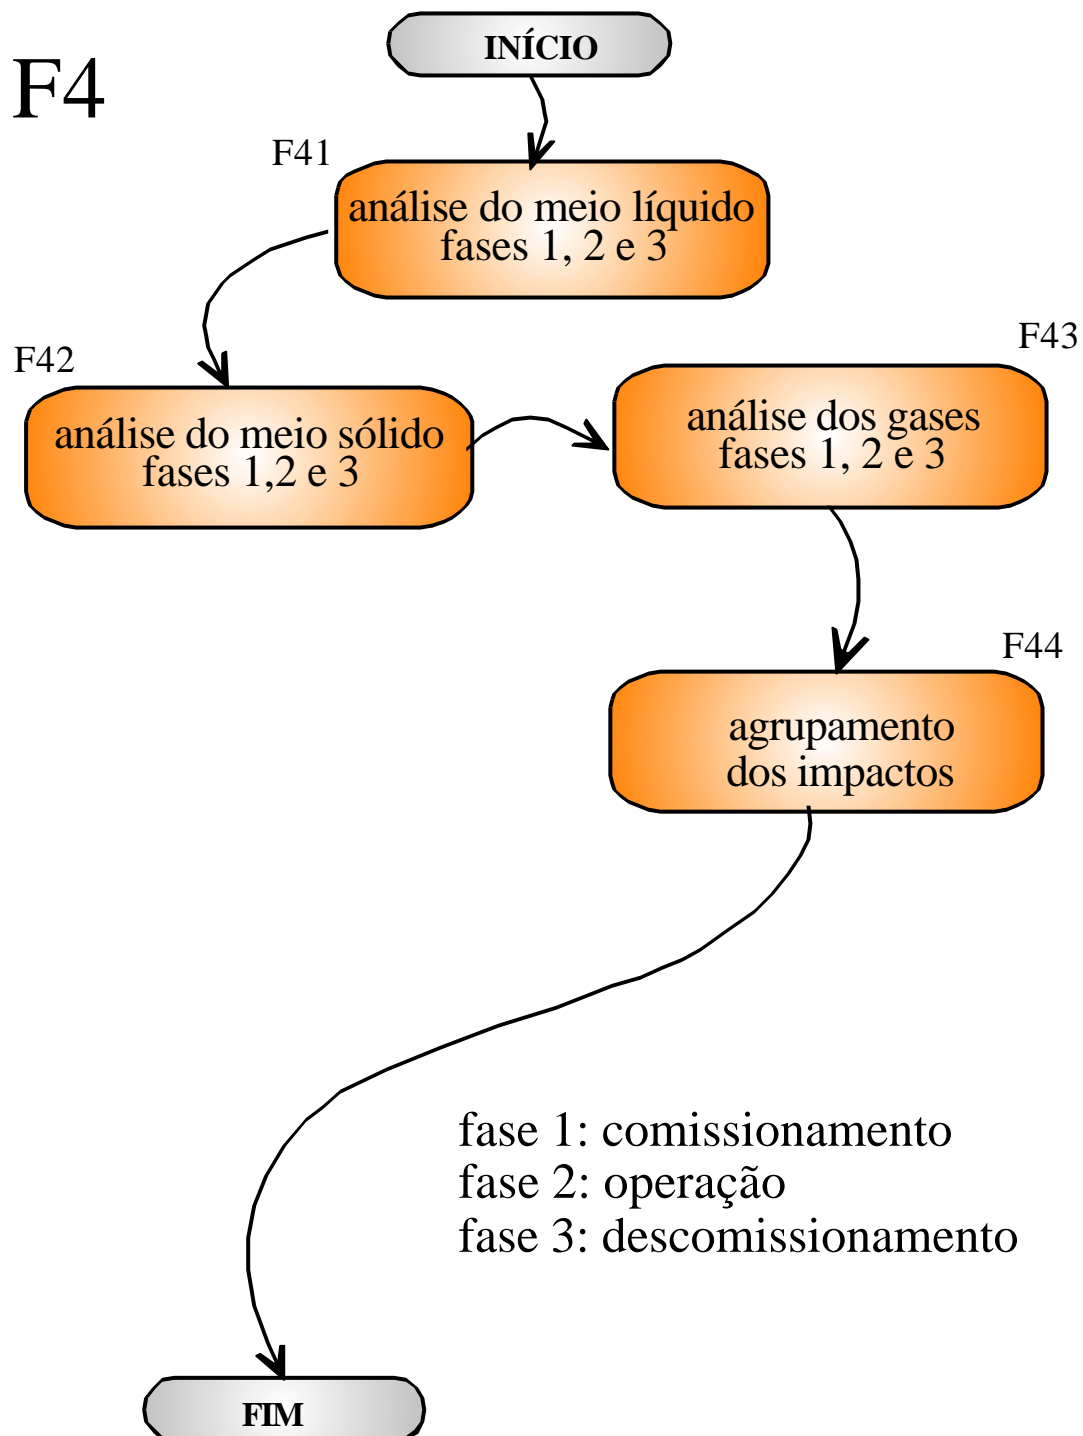 INÍCIO
F4
F41
análise do meio líquido
fases 1, 2 e 3
F42
análise do meio sólido
fases 1,2 e 3
F43
análise dos gases
fases 1, 2 e 3
F44
agrupamento
dos impactos
fase 1: comissionamento
fase 2: operação
fase 3: descomissionamento
FIM